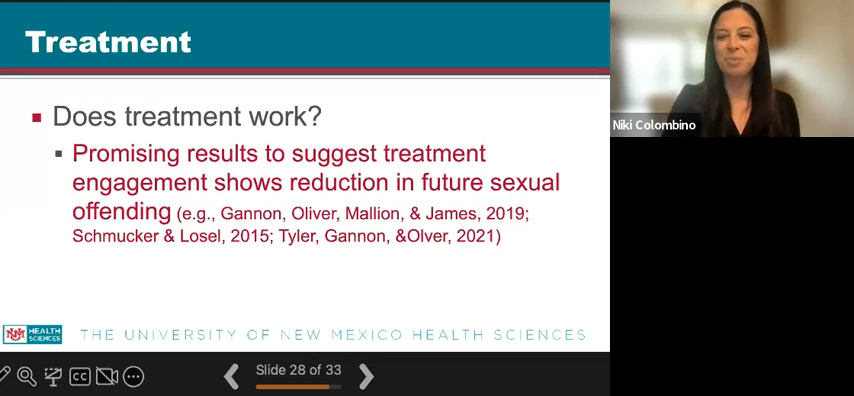 Treatment
Does treatment work?
Promising results to suggest treatment
engagement shows reduction in future sexual
offending (e.g., Gannon, Oliver, Mallion, & James, 2019;
Schmucker & Losel, 2015; Tyler, Gannon, &Olver, 2021)
UNM HEALTH
SCIENCES
THE UNIVERSITY OF NEW MEXICO HEALTH SCIENCES
CC
Slide 28 of 33
Niki Colombino